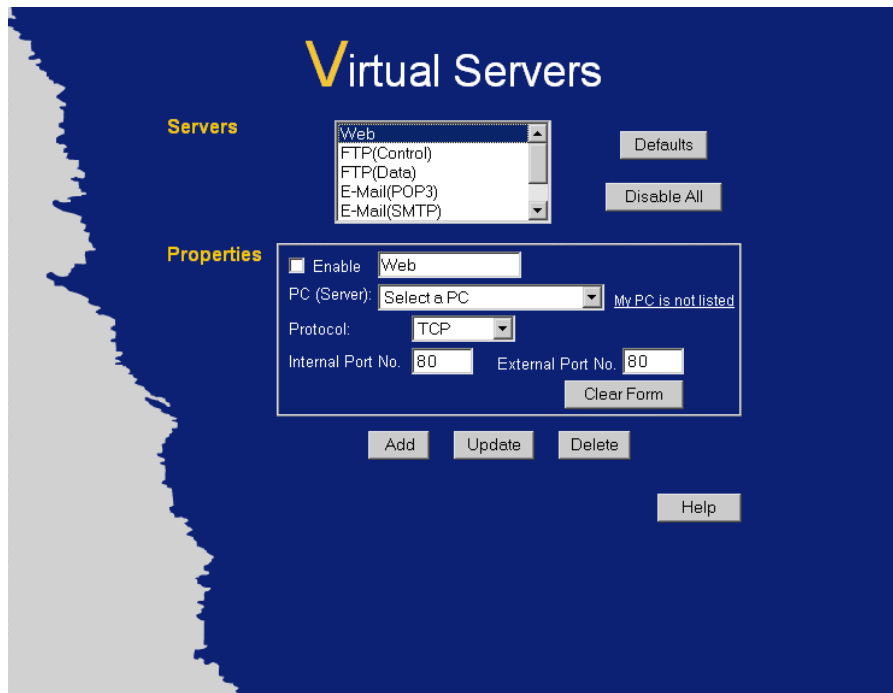 Virtual Servers
Servers
Web
FTP(Control)
FTP(Data)
E-Mail(POP3)
E-Mail(SMTP)
Defaults
Disable All
Properties
Enable Web
PC (Server): Select a PC My PC is not listed
Protocol: TCP
Internal Port No. 80 External Port No. 80
Clear Form
Add Update Delete
Help